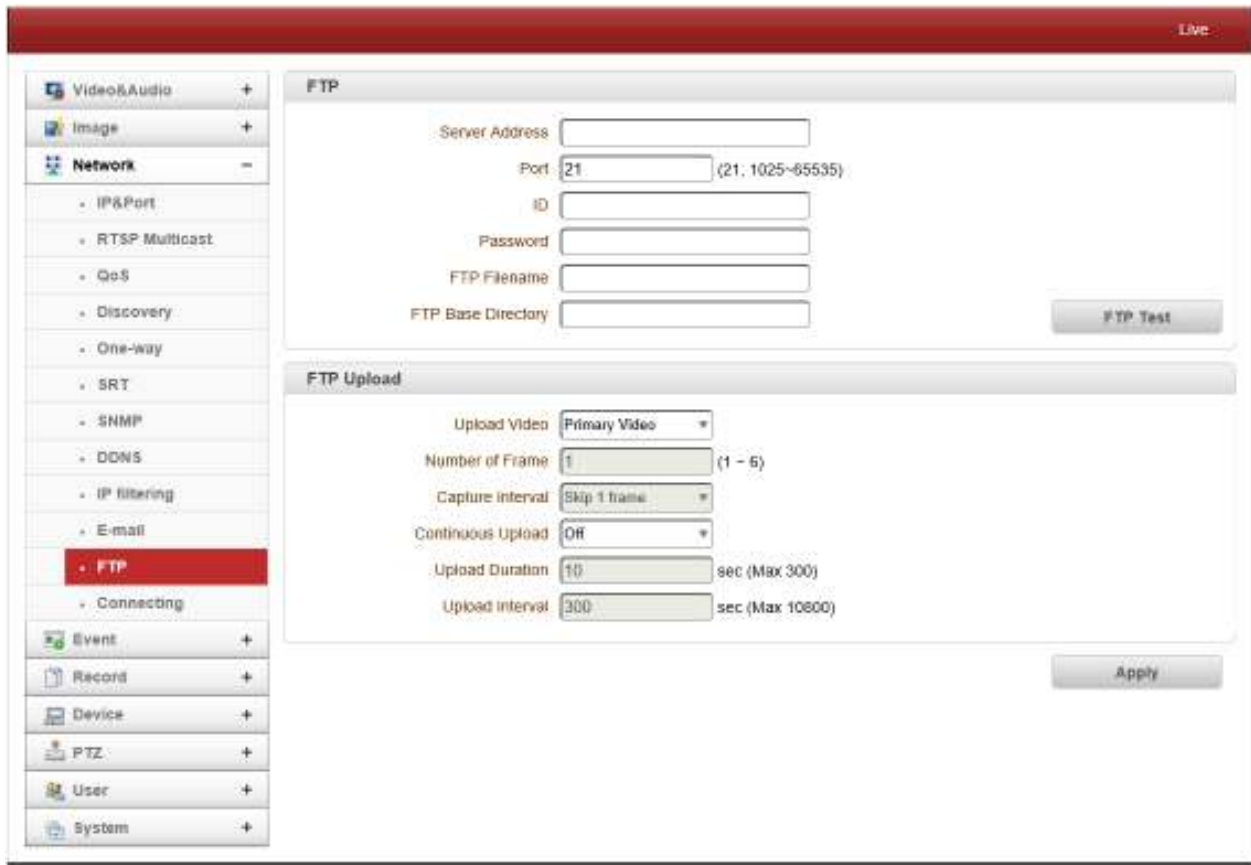 Live
Video&Audio +
Image +
Network −
IP&Port
RTSP Multicast
QoS
Discovery
One-way
SRT
SNMP
DDNS
IP filtering
E-mail
FTP
Connecting
Event +
Record +
Device +
PTZ +
User +
System +
FTP
Server Address
Port 21 (21, 1025~65535)
ID
Password
FTP Filename
FTP Base Directory
FTP Test
FTP Upload
Upload Video Primary Video
Number of Frame 1 (1 ~ 6)
Capture Interval Skip 1 frame
Continuous Upload Off
Upload Duration 10 sec (Max 300)
Upload Interval 300 sec (Max 10800)
Apply